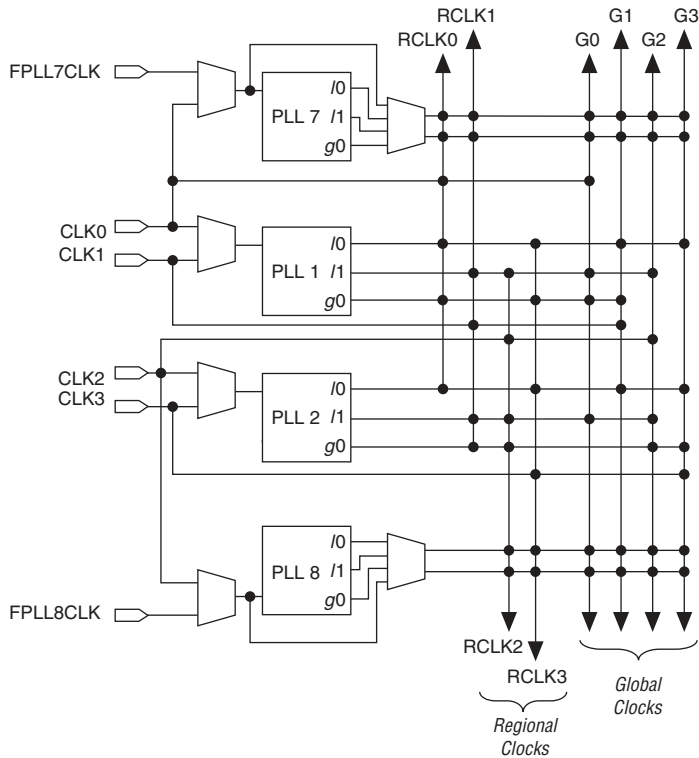 RCLK1
RCLK0
G0
G1
G2
G3
FPLL7CLK
PLL 7
l0
l1
g0
CLK0
CLK1
PLL 1
l0
l1
g0
CLK2
CLK3
PLL 2
l0
l1
g0
PLL 8
l0
l1
g0
FPLL8CLK
RCLK2
RCLK3
Regional
Clocks
Global
Clocks